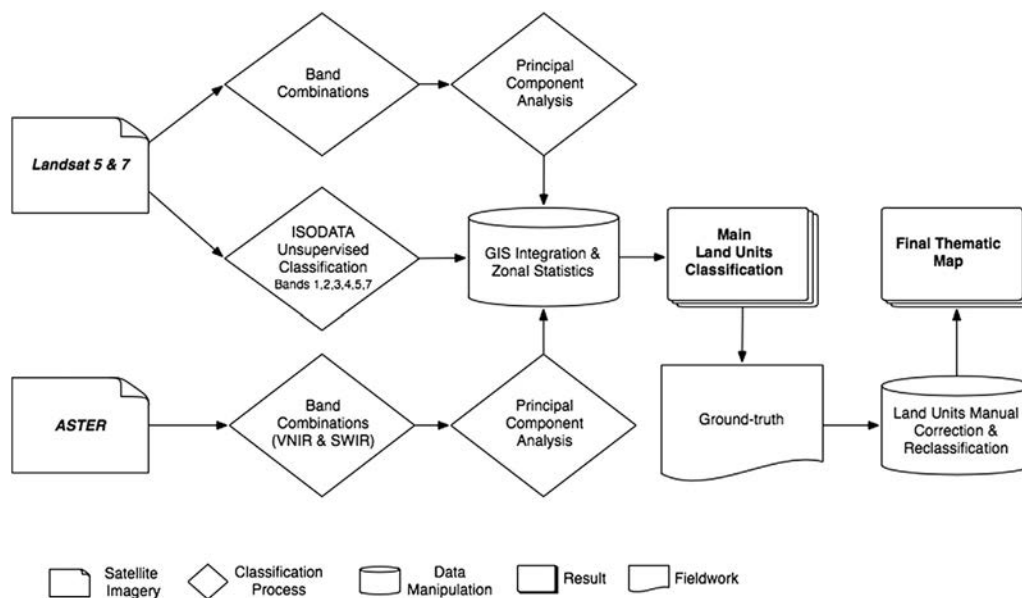 Band
Combinations
Principal
Component
Analysis
Landsat 5 & 7
ISODATA
Unsupervised
Classification
Bands 1,2,3,4,5,7
GIS Integration &
Zonal Statistics
Main
Land Units
Classification
Final Thematic
Map
ASTER
Band
Combinations
(VNIR & SWIR)
Principal
Component
Analysis
Ground-truth
Land Units Manual
Correction &
Reclassification
Satellite
Imagery
Classification
Process
Data
Manipulation
Result
Fieldwork